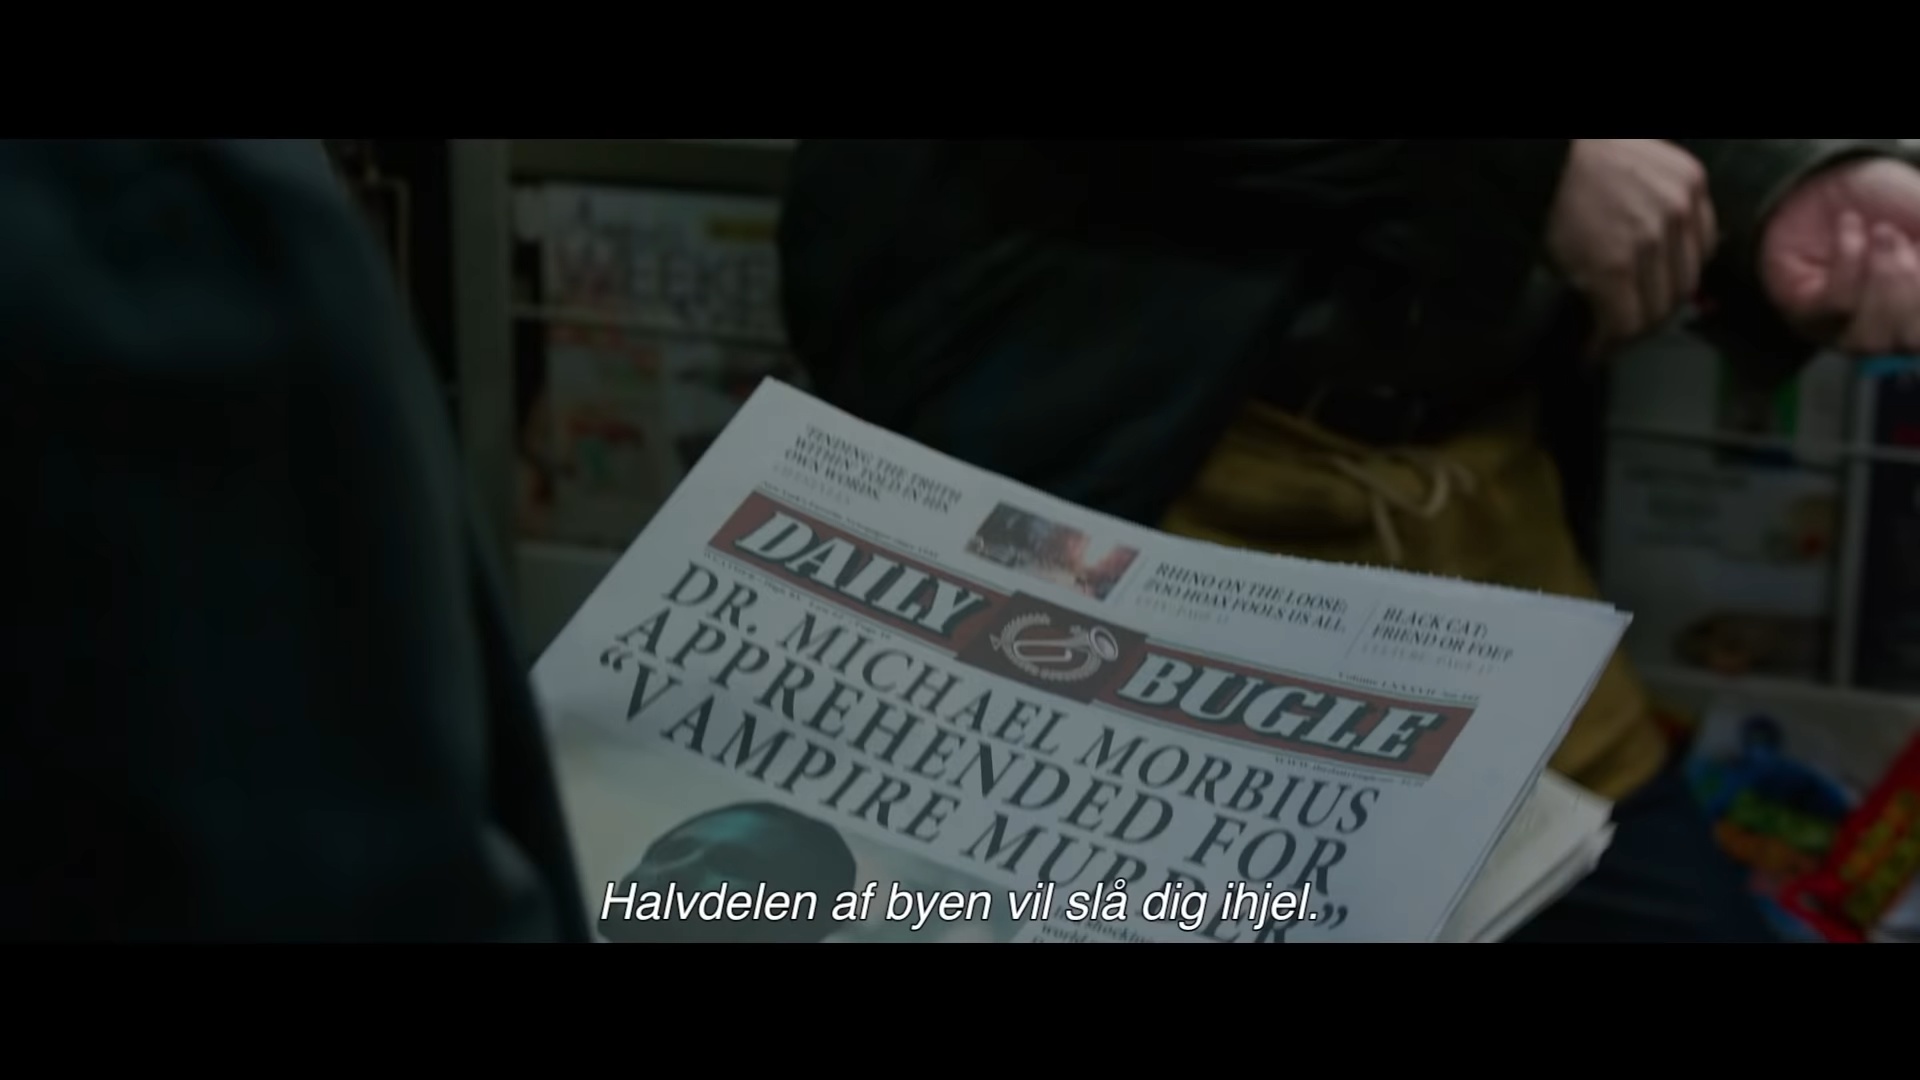 WEEKE
"FINDING THE TRUTH
WITHIN" TOLD IN HIS
OWN WORDS
RHINO ON THE LOOSE;
ZOO HOAX FOOLS US ALL
BLACK CAT;
FRIEND OR FOE?
DAILY BUGLE
DR. MICHAEL MORBIUS
APPREHENDED FOR
“VAMPIRE MURDER”
Halvdelen af byen vil slå dig ihjel.